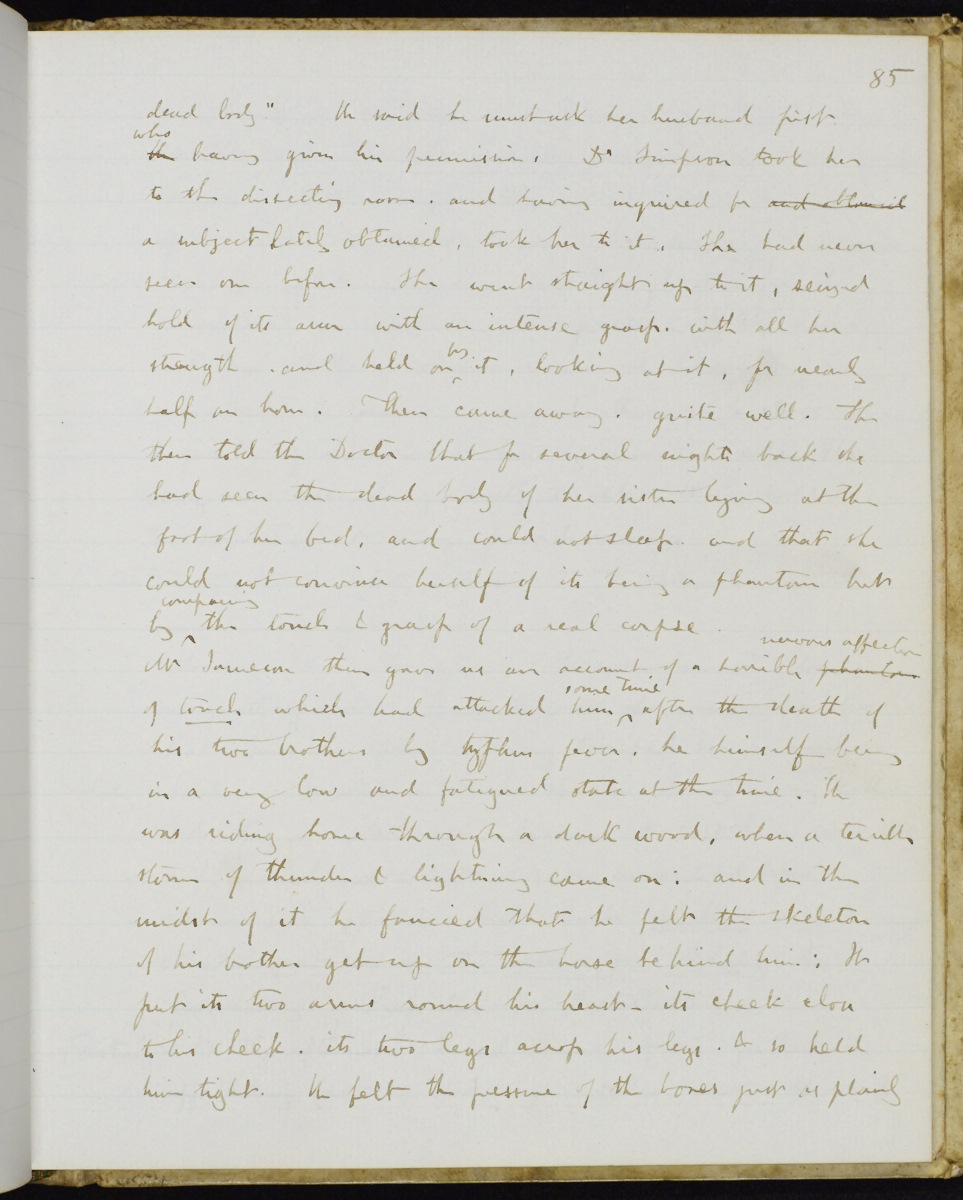 85
dead body" He said he must ask her husband first
who
the having given his permission. Dr Simpson took her
to the dissecting room. and having inquired for and obtained
a subject lately obtained, took her to it. She had never
seen one before. She went straight up to it, seized
hold of its arm with an intense grasp. with all her
strength. and held on to it, looking at it, for nearly
half an hour. Then came away. quite well. She
then told the Doctor that for several nights back she
had seen the dead body of her sister lying at the
foot of her bed, and could not sleep. and that she
could not convince herself of its being a phantom but
comparing
by the touch & grasp of a real corpse.
nervous affection
Mr Jameson then gave us an account of a horrible phantom
some time
of touch which had attacked him, after the death of
his two brothers by typhus fever. he himself being
in a very low and fatigued state at the time. He
was riding home through a dark wood, when a terrible
storm of thunder & lightning came on: and in the
midst of it he fancied that he felt the skeleton
of his brother get up on the horse behind him: It
put its two arms round his heart – its cheek close
to his cheek. its two legs across his legs. & so held
him tight. He felt the pressure of the bones just as plainly